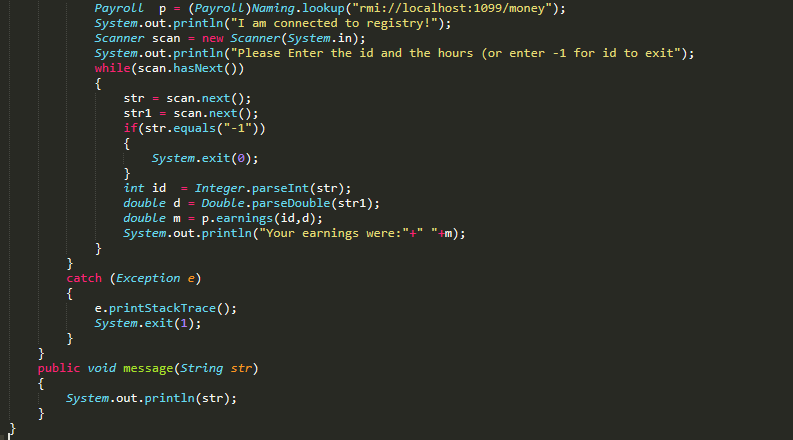 Payroll  p = (Payroll)Naming.lookup("rmi://localhost:1099/money");
System.out.println("I am connected to registry!");
Scanner scan = new Scanner(System.in);
System.out.println("Please Enter the id and the hours (or enter -1 for id to exit");
while(scan.hasNext())
{
str = scan.next();
str1 = scan.next();
if(str.equals("-1"))
{
System.exit(0);
}
int id  = Integer.parseInt(str);
double d = Double.parseDouble(str1);
double m = p.earnings(id,d);
System.out.println("Your earnings were:"+" "+m);
}
}
catch (Exception e)
{
e.printStackTrace();
System.exit(1);
}
}
public void message(String str)
{
System.out.println(str);
}
}